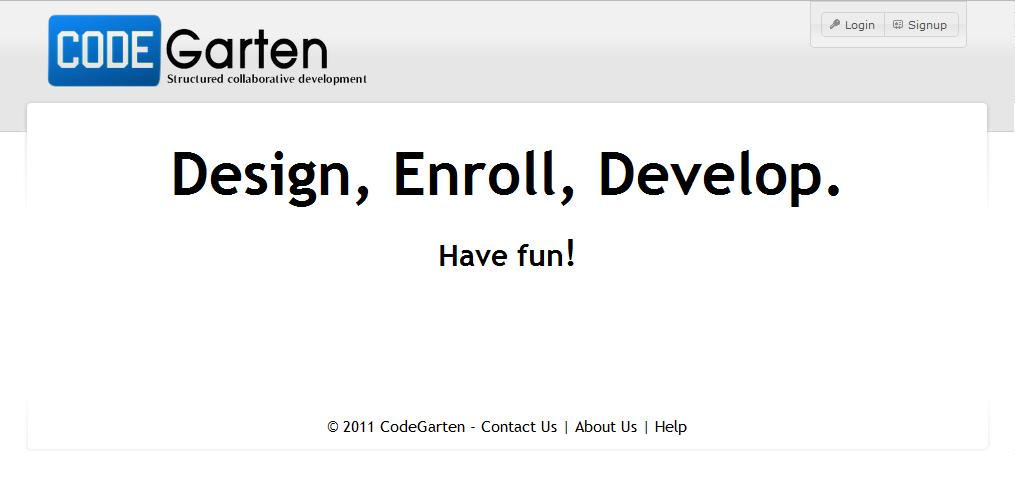 CODE Garten
Structured collaborative development
Login Signup
Design, Enroll, Develop.
Have fun!
© 2011 CodeGarten - Contact Us | About Us | Help